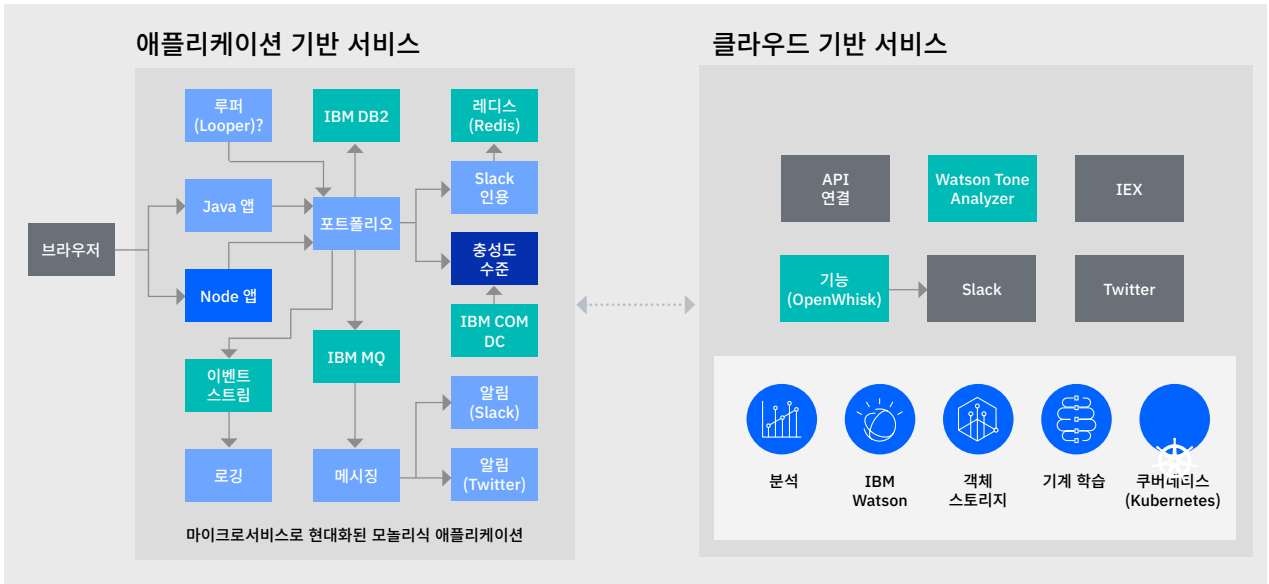 애플리케이션 기반 서비스
루퍼
(Looper)?
IBM DB2
레디스
(Redis)
Java 앱
포트폴리오
Slack
인용
브라우저
Node 앱
충성도
수준
IBM COM
DC
이벤트
스트림
IBM MQ
알림
(Slack)
로깅
메시징
알림
(Twitter)
마이크로서비스로 현대화된 모놀리식 애플리케이션
클라우드 기반 서비스
API
연결
Watson Tone
Analyzer
IEX
기능
(OpenWhisk)
Slack
Twitter
분석
IBM
Watson
객체
스토리지
기계 학습
쿠버네티스
(Kubernetes)